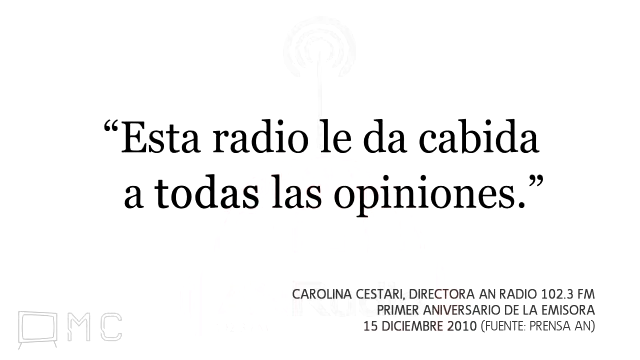 “Esta radio le da cabida
a todas las opiniones.”
CAROLINA CESTARI, DIRECTORA AN RADIO 102.3 FM
PRIMER ANIVERSARIO DE LA EMISORA
15 DICIEMBRE 2010 (FUENTE: PRENSA AN)
MC